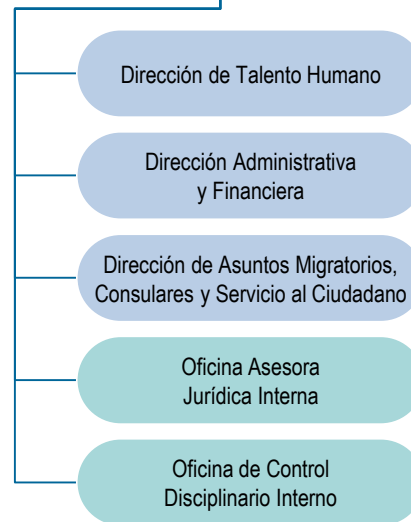 Dirección de Talento Humano
Dirección Administrativa
y Financiera
Dirección de Asuntos Migratorios,
Consulares y Servicio al Ciudadano
Oficina Asesora
Jurídica Interna
Oficina de Control
Disciplinario Interno